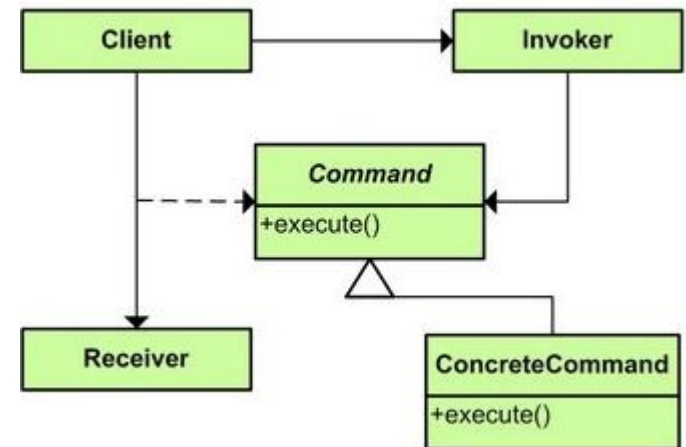 Client
Invoker
Command
+execute()
Receiver
ConcreteCommand
+execute()